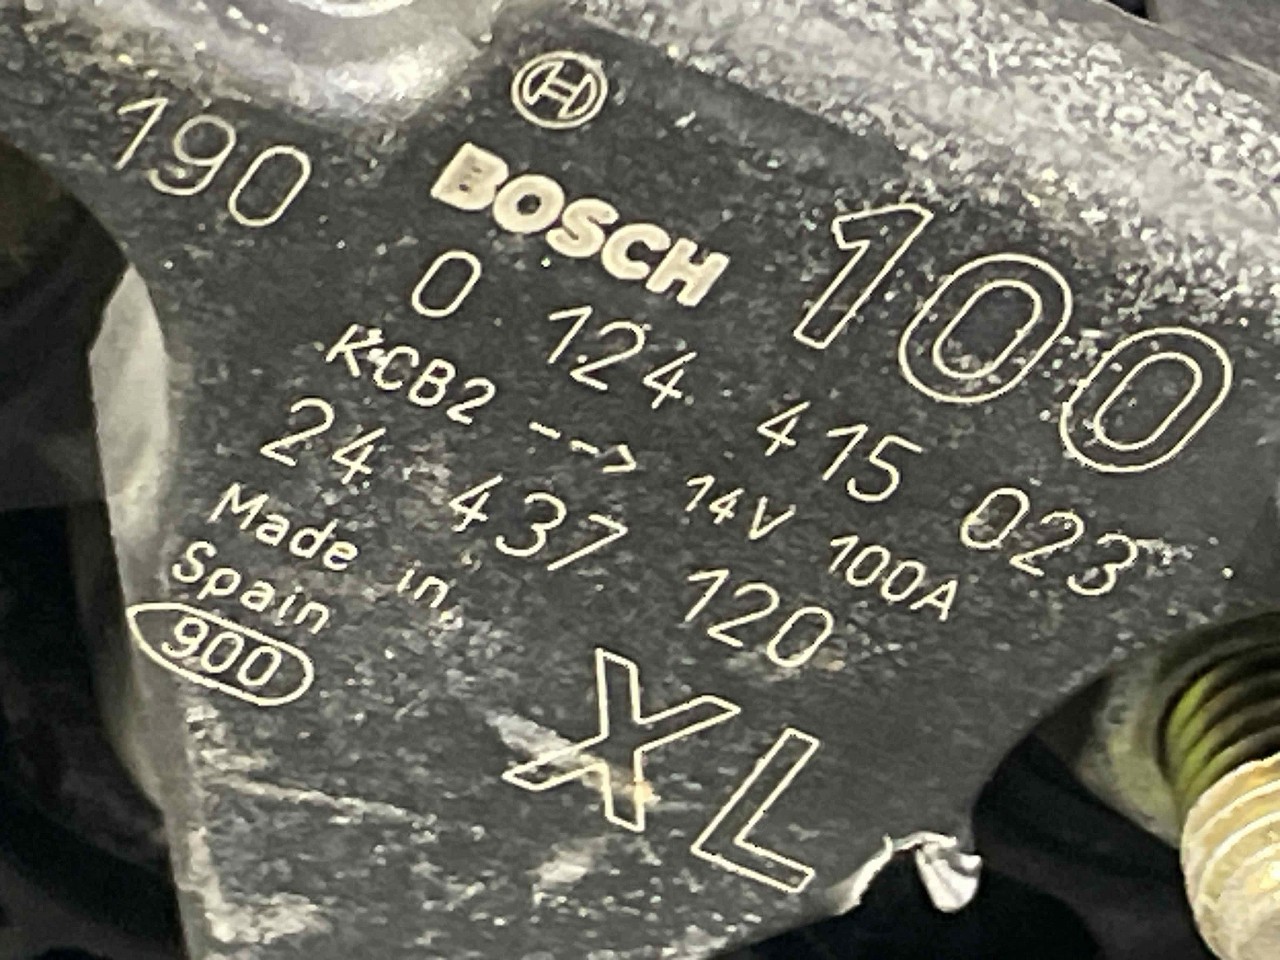 190
BOSCH
100
0 124 415 023
KCB2 --> 14V 100A
24 437 120
Made in
Spain
900
XL